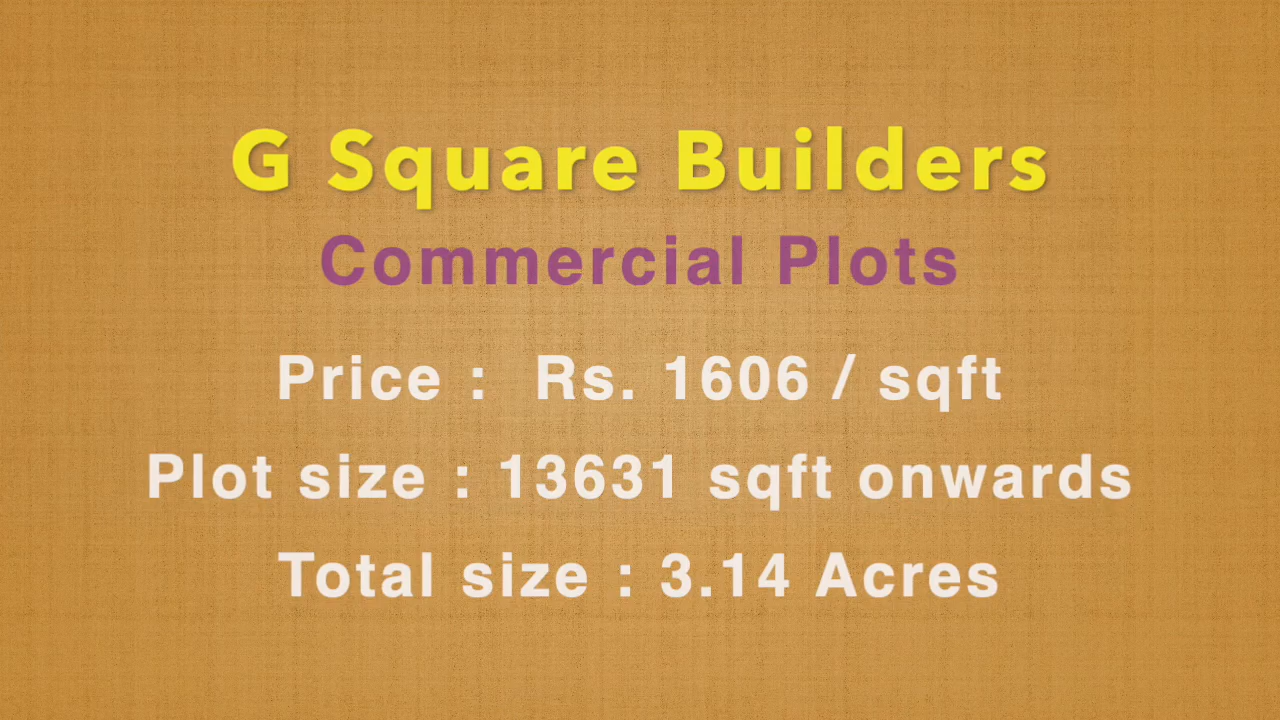 G Square Builders
Commercial Plots
Price : Rs. 1606 / sqft
Plot size : 13631 sqft onwards
Total size : 3.14 Acres